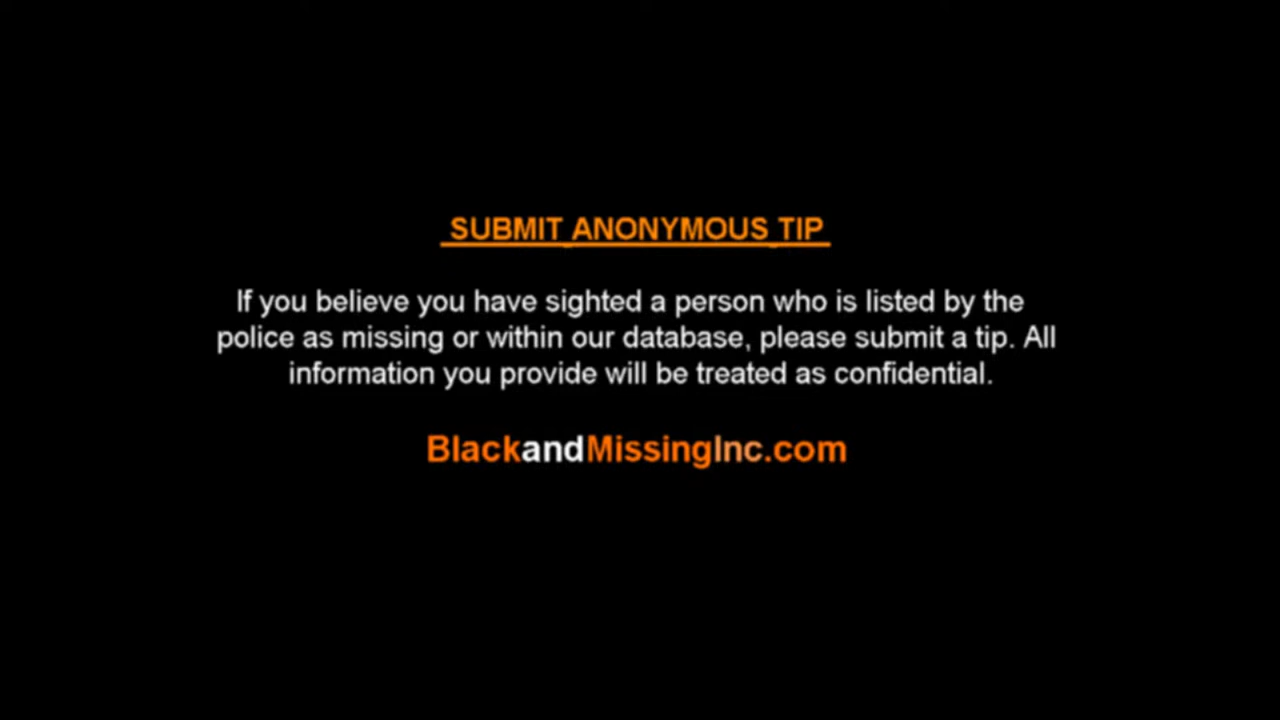 SUBMIT ANONYMOUS TIP
If you believe you have sighted a person who is listed by the
police as missing or within our database, please submit a tip. All
information you provide will be treated as confidential.
BlackandMissingInc.com